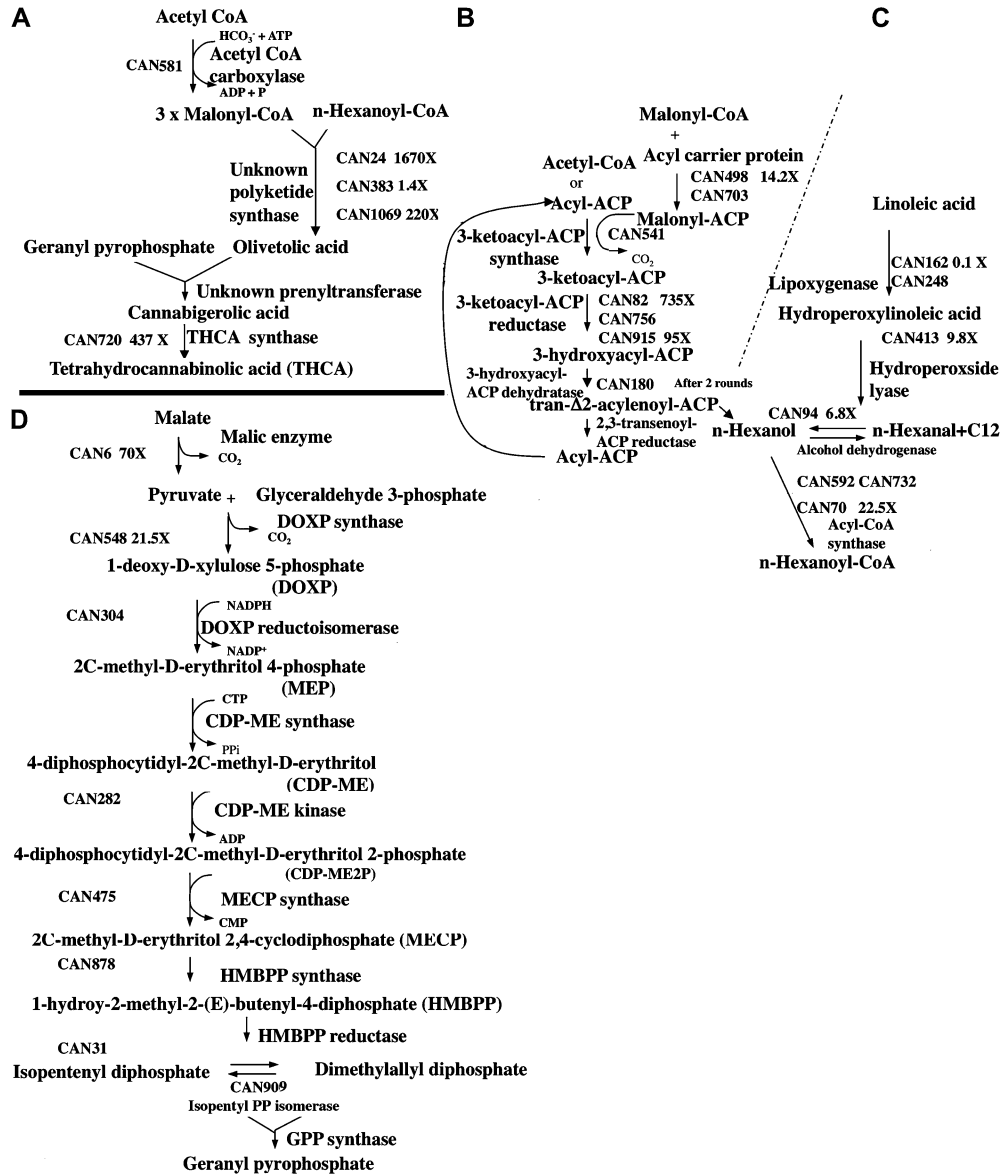 A
Acetyl CoA
HCO3- + ATP
CAN581
Acetyl CoA
carboxylase
ADP + P
3 x Malonyl-CoA
n-Hexanoyl-CoA
Unknown
polyketide
synthase
CAN24 1670X
CAN383 1.4X
CAN1069 220X
Geranyl pyrophosphate
Olivetolic acid
Unknown prenyltransferase
Cannabigerolic acid
CAN720 437 X
THCA synthase
Tetrahydrocannabinolic acid (THCA)
B
Malonyl-CoA
+
Acyl carrier protein
CAN498 14.2X
CAN703
Malonyl-ACP
Acetyl-CoA
or
Acyl-ACP
CAN541
CO2
3-ketoacyl-ACP
synthase
3-ketoacyl-ACP
3-ketoacyl-ACP
reductase
CAN82 735X
CAN756
CAN915 95X
3-hydroxyacyl-ACP
3-hydroxyacyl-
ACP dehydratase
CAN180
After 2 rounds
tran-Δ2-acylenoyl-ACP
2,3-transenoyl-
ACP reductase
Acyl-ACP
C
Linoleic acid
CAN162 0.1 X
CAN248
Lipoxygenase
Hydroperoxylinoleic acid
CAN413 9.8X
Hydroperoxside
lyase
CAN94 6.8X
n-Hexanol
n-Hexanal+C12
Alcohol dehydrogenase
CAN592 CAN732
CAN70 22.5X
Acyl-CoA
synthase
n-Hexanoyl-CoA
D
Malate
CAN6 70X
Malic enzyme
CO2
Pyruvate + Glyceraldehyde 3-phosphate
CAN548 21.5X
DOXP synthase
CO2
1-deoxy-D-xylulose 5-phosphate
(DOXP)
CAN304
NADPH
DOXP reductoisomerase
NADP+
2C-methyl-D-erythritol 4-phosphate
(MEP)
CTP
CDP-ME synthase
PPi
4-diphosphocytidyl-2C-methyl-D-erythritol
(CDP-ME)
CAN282
CDP-ME kinase
ADP
4-diphosphocytidyl-2C-methyl-D-erythritol 2-phosphate
(CDP-ME2P)
CAN475
MECP synthase
CMP
2C-methyl-D-erythritol 2,4-cyclodiphosphate (MECP)
CAN878
HMBPP synthase
1-hydroy-2-methyl-2-(E)-butenyl-4-diphosphate (HMBPP)
HMBPP reductase
CAN31
Isopentenyl diphosphate
Dimethylallyl diphosphate
CAN909
Isopentyl PP isomerase
GPP synthase
Geranyl pyrophosphate